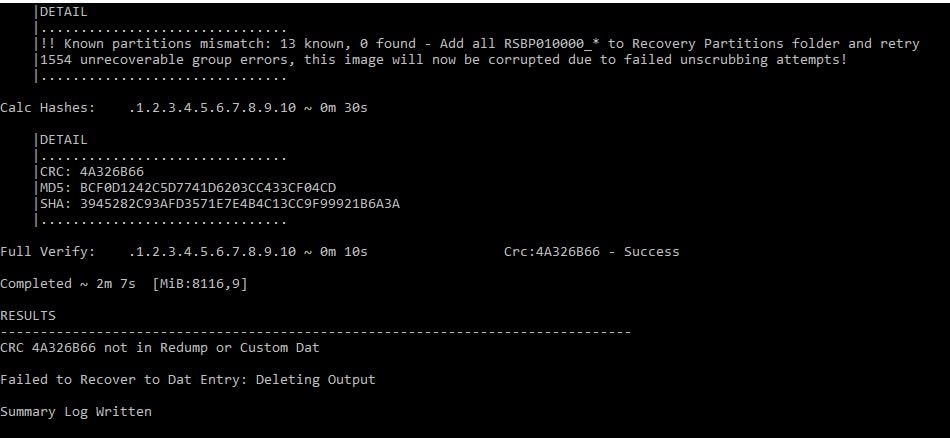 |DETAIL
|...............................
|!! Known partitions mismatch: 13 known, 0 found - Add all RSBP010000_* to Recovery Partitions folder and retry
|1554 unrecoverable group errors, this image will now be corrupted due to failed unscrubbing attempts!
|...............................
Calc Hashes:    .1.2.3.4.5.6.7.8.9.10 ~ 0m 30s
|DETAIL
|...............................
|CRC: 4A326B66
|MD5: BCF0D1242C5D7741D6203CC433CF04CD
|SHA: 3945282C93AFD3571E7E4B4C13CC9F99921B6A3A
|...............................
Full Verify:    .1.2.3.4.5.6.7.8.9.10 ~ 0m 10s                 Crc:4A326B66 - Success
Completed ~ 2m 7s  [MiB:8116,9]
RESULTS
-------------------------------------------------------------------------------
CRC 4A326B66 not in Redump or Custom Dat
Failed to Recover to Dat Entry: Deleting Output
Summary Log Written